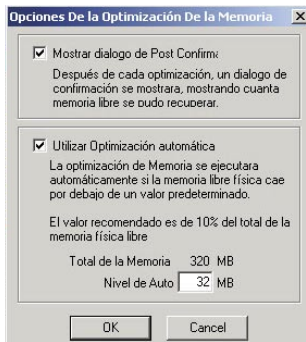 Opciones De la Optimización De la Memoria
Mostrar dialogo de Post Confirma
Después de cada optimización, un dialogo de
confirmación se mostrara, mostrando cuanta
memoria libre se pudo recuperar.
Utilizar Optimización automática
La optimización de Memoria se ejecutara
automáticamente si la memoria libre física cae
por debajo de un valor predeterminado.
El valor recomendado es de 10% del total de la
memoria física libre
Total de la Memoria 320 MB
Nivel de Auto 32 MB
OK Cancel